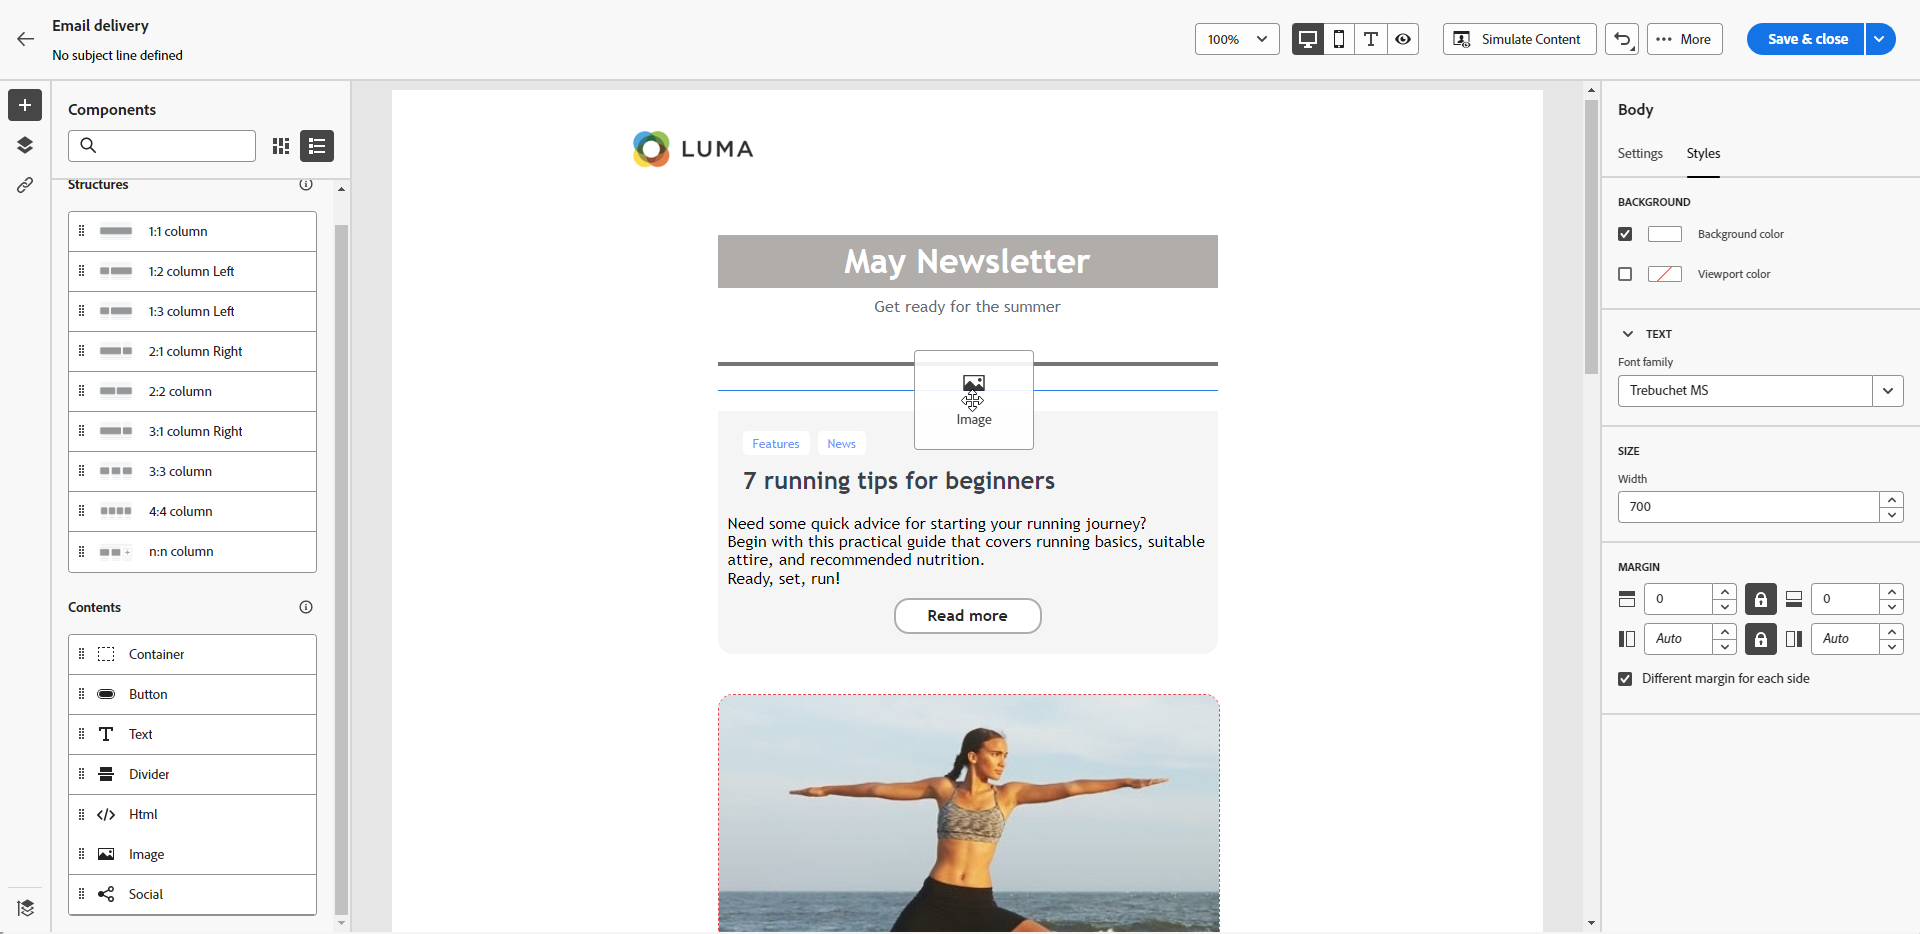 Email delivery
No subject line defined
100%
Simulate Content
More
Save & close
Components
Structures
1:1 column
1:2 column Left
1:3 column Left
2:1 column Right
2:2 column
3:1 column Right
3:3 column
4:4 column
n:n column
Contents
Container
Button
Text
Divider
Html
Image
Social
LUMA
May Newsletter
Get ready for the summer
Image
Features News
7 running tips for beginners
Need some quick advice for starting your running journey?
Begin with this practical guide that covers running basics, suitable
attire, and recommended nutrition.
Ready, set, run!
Read more
Body
Settings Styles
BACKGROUND
Background color
Viewport color
TEXT
Font family
Trebuchet MS
SIZE
Width
700
MARGIN
0 0
Auto Auto
Different margin for each side